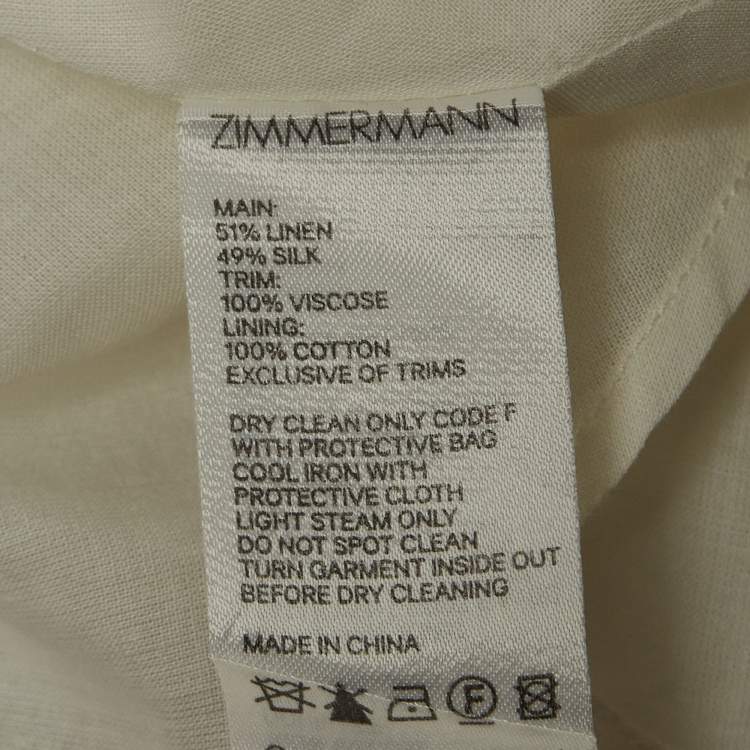 ZIMMERMANN
MAIN:
51% LINEN
49% SILK
TRIM:
100% VISCOSE
LINING:
100% COTTON
EXCLUSIVE OF TRIMS
DRY CLEAN ONLY CODE F
WITH PROTECTIVE BAG
COOL IRON WITH
PROTECTIVE CLOTH
LIGHT STEAM ONLY
DO NOT SPOT CLEAN
TURN GARMENT INSIDE OUT
BEFORE DRY CLEANING
MADE IN CHINA
F